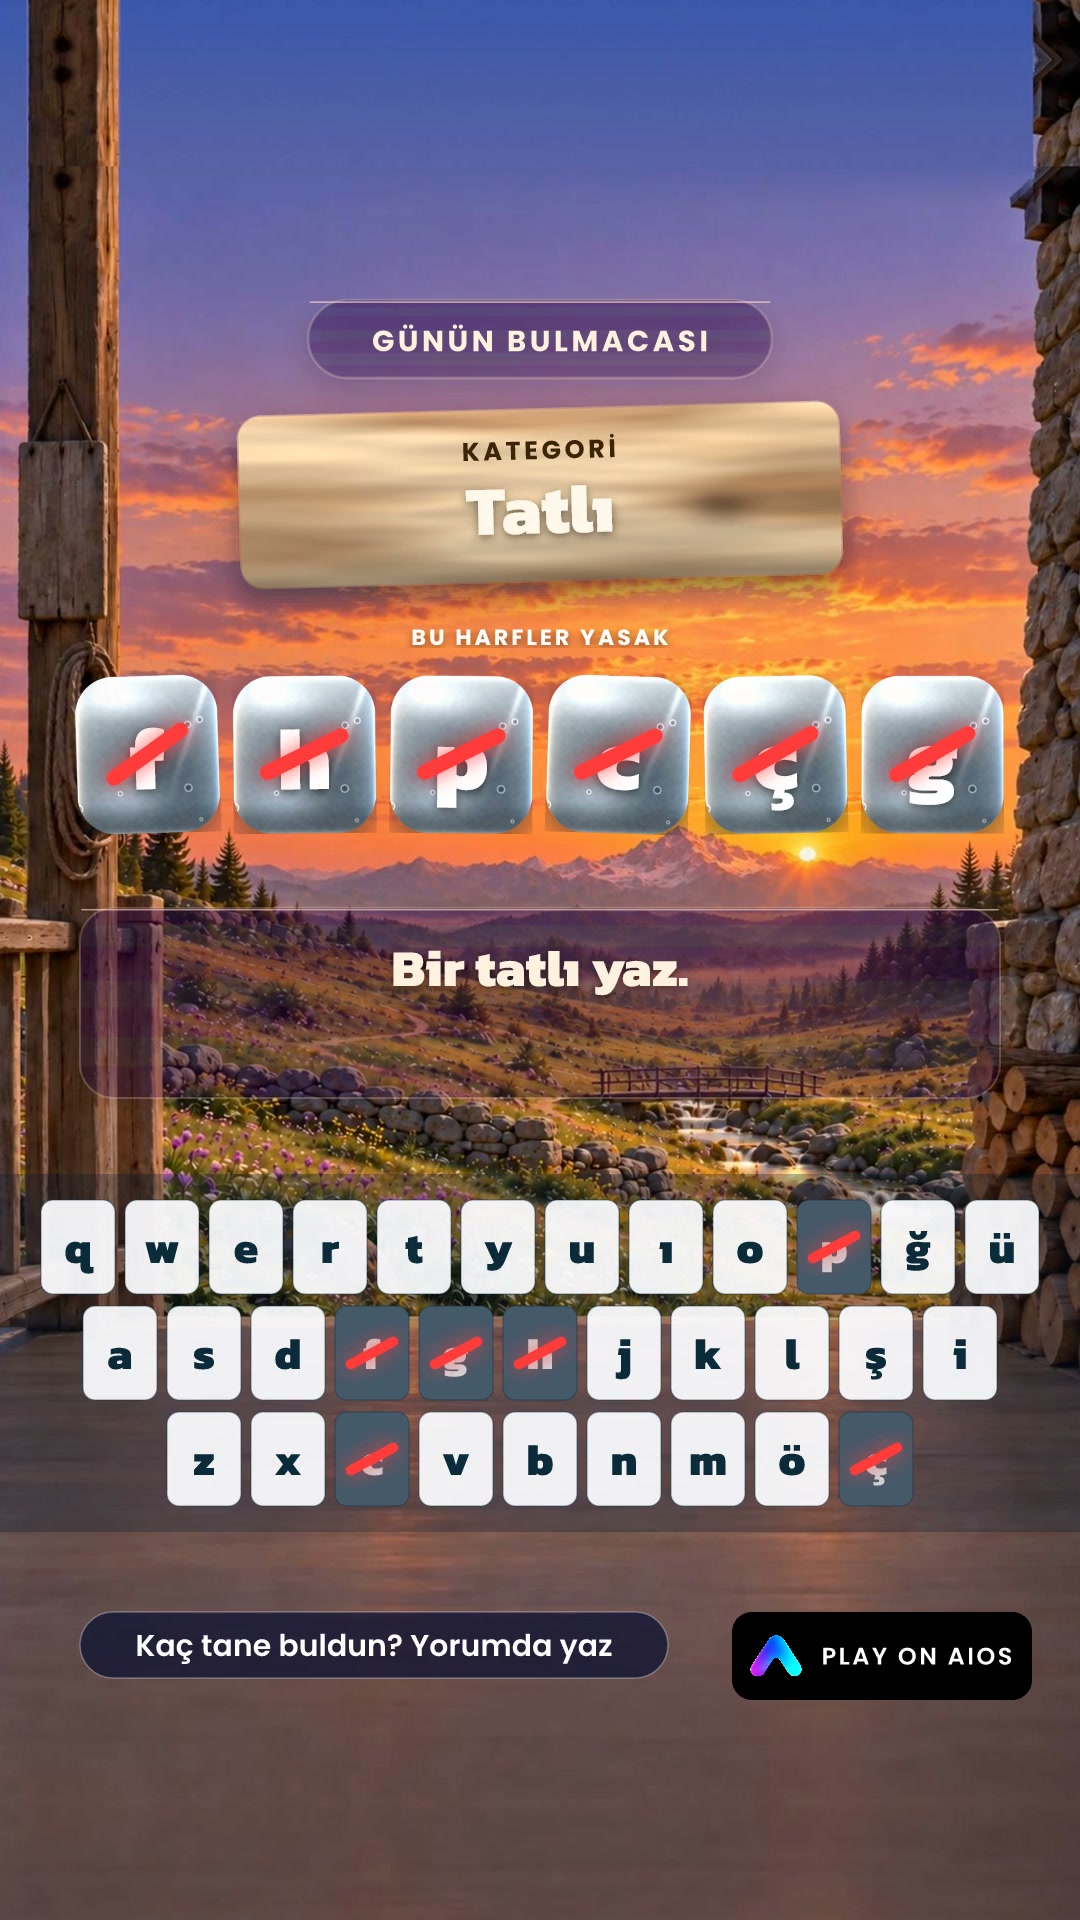 GÜNÜN BULMACASI
KATEGORİ
Tatlı
BU HARFLER YASAK
f h p c ç g
Bir tatlı yaz.
q w e r t y u ı o p ğ ü
a s d f g h j k l ş i
z x c v b n m ö ç
Kaç tane buldun? Yorumda yaz
PLAY ON AIOS